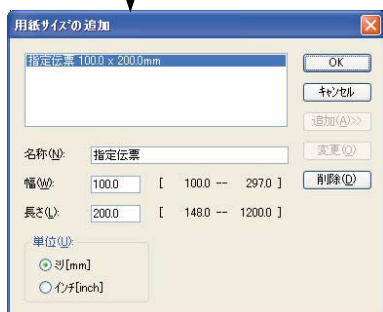 用紙ｻｲｽﾞの追加
指定伝票 100.0 x 200.0mm
OK
ｷｬﾝｾﾙ
追加(A)>>
変更(O)
削除(D)
名称(N): 指定伝票
幅(W): 100.0 [ 100.0 -- 297.0 ]
長さ(L): 200.0 [ 148.0 -- 1200.0 ]
単位(U):
ﾐﾘ[mm]
ｲﾝﾁ[inch]